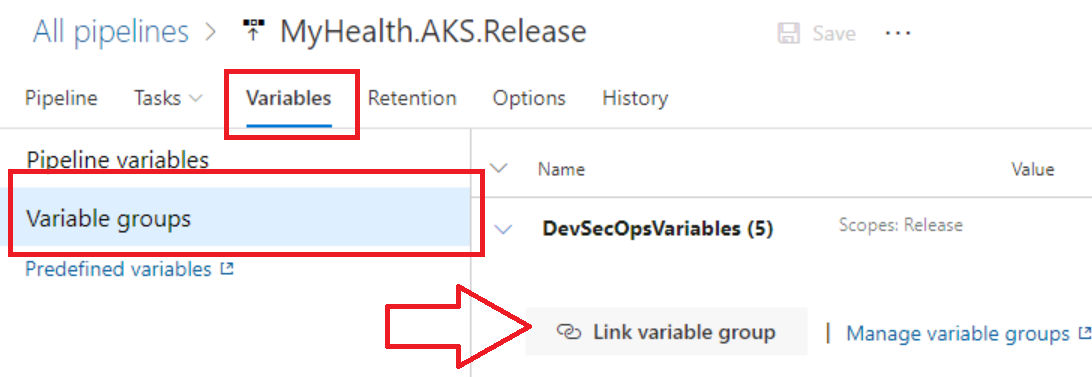 All pipelines > MyHealth.AKS.Release Save ...
Pipeline Tasks Variables Retention Options History
Pipeline variables
Name Value
Variable groups
DevSecOpsVariables (5) Scopes: Release
Predefined variables
Link variable group | Manage variable groups